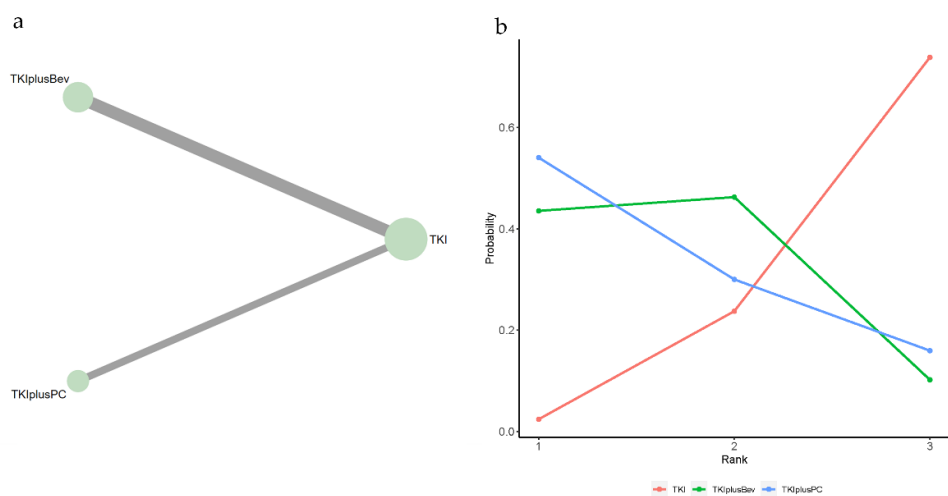 a
TKIplusBev
TKI
TKIplusPC
b
Probability
0.6
0.4
0.2
0.0
1 2 3
Rank
TKI TKIplusBev TKIplusPC